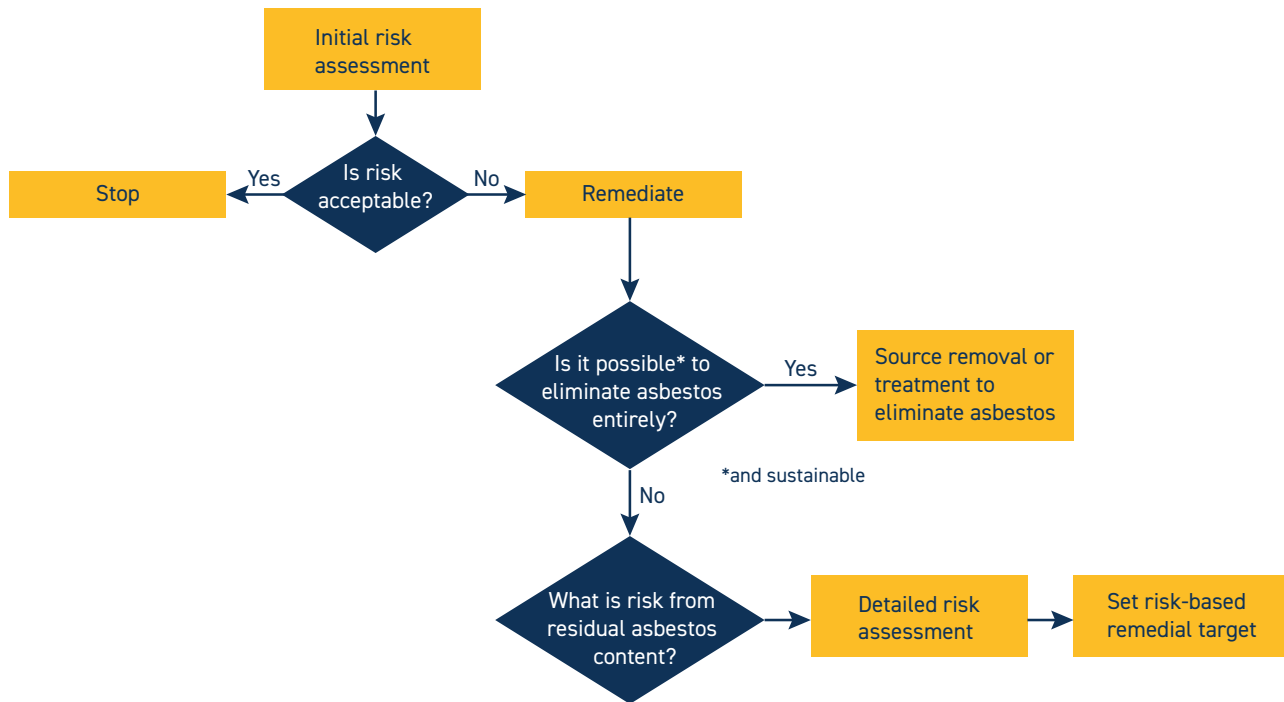 Initial risk
assessment
Is risk
acceptable?
Yes
No
Stop
Remediate
Is it possible* to
eliminate asbestos
entirely?
Yes
Source removal or
treatment to
eliminate asbestos
*and sustainable
No
What is risk from
residual asbestos
content?
Detailed risk
assessment
Set risk-based
remedial target